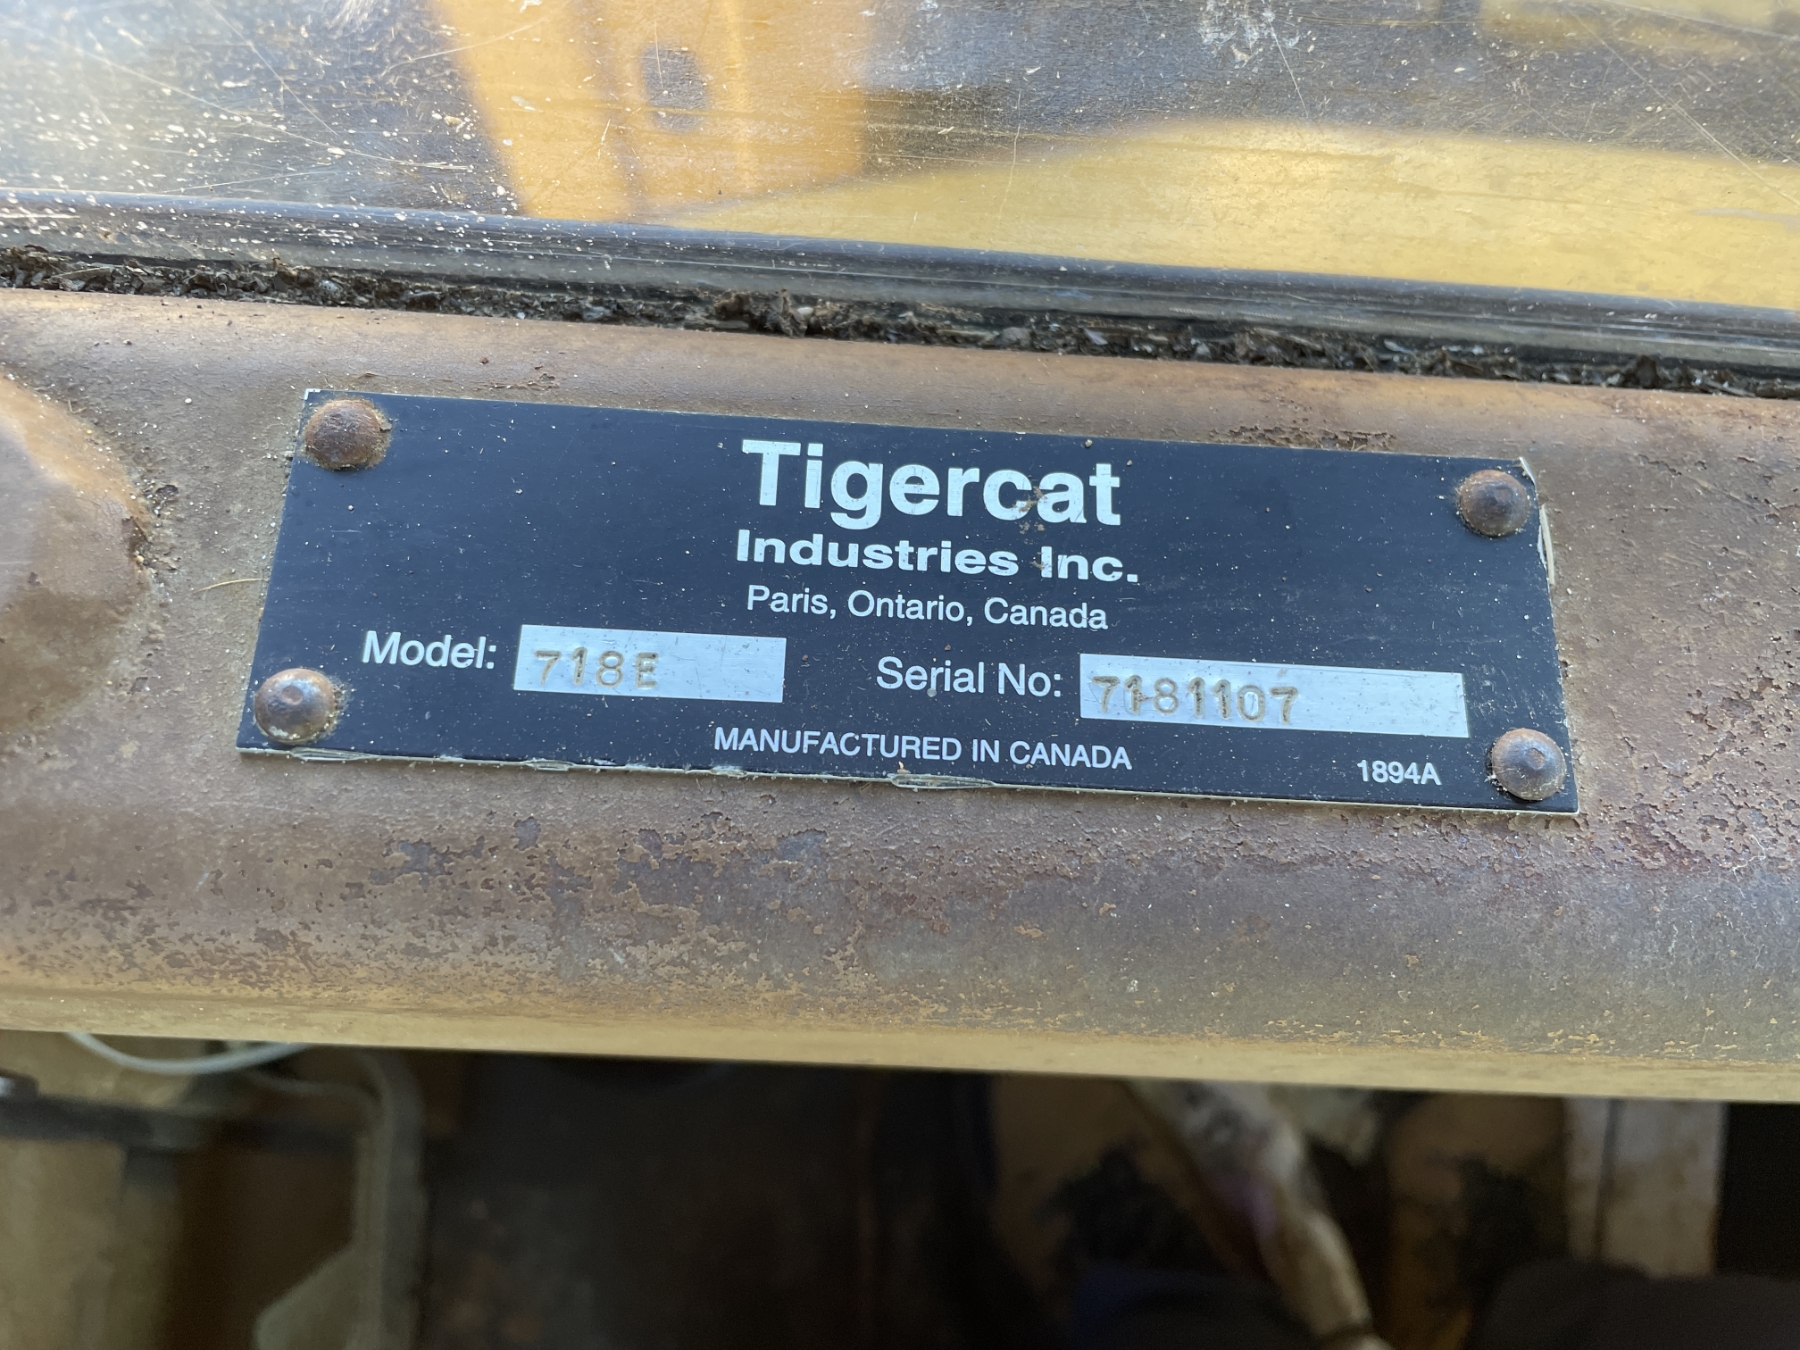 Tigercat
Industries Inc.
Paris, Ontario, Canada
Model: 718E Serial No: 7181107
MANUFACTURED IN CANADA 1894A